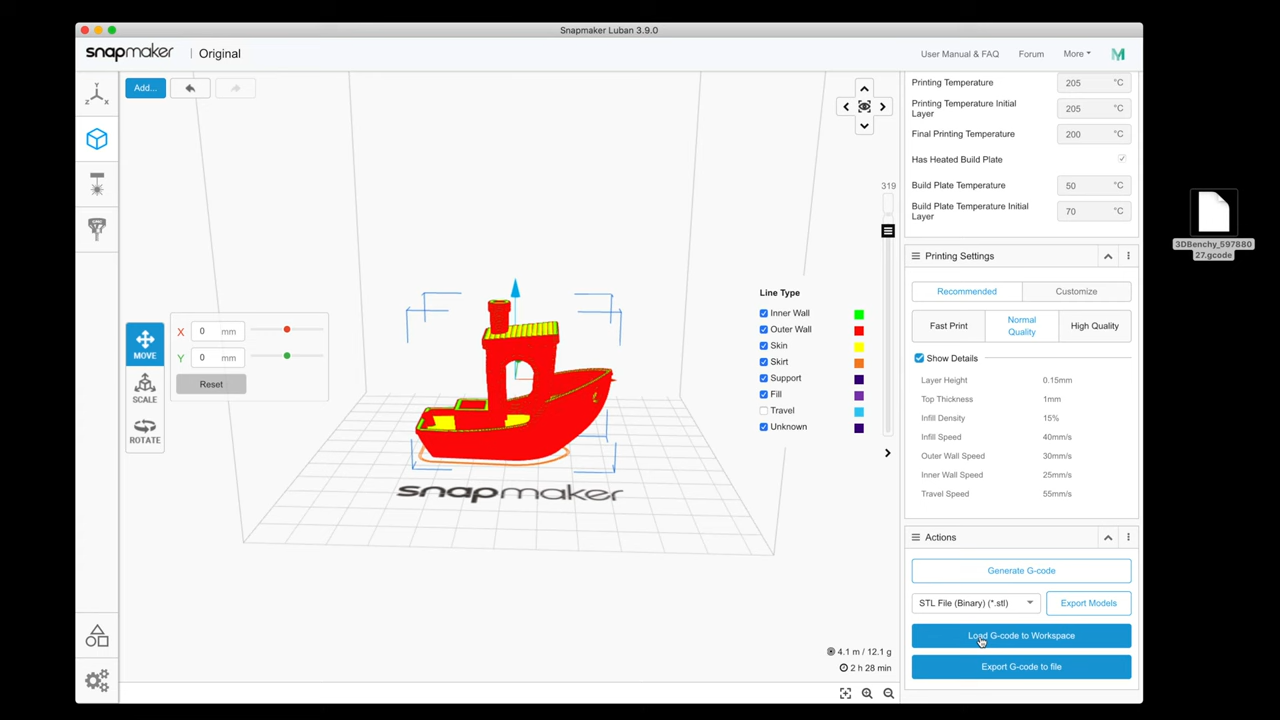 Snapmaker Luban 3.9.0
snapmaker
Original
User Manual & FAQ
Forum
More
Add...
Printing Temperature
205
°C
Printing Temperature Initial
Layer
205
°C
Final Printing Temperature
200
°C
Has Heated Build Plate
Build Plate Temperature
50
°C
Build Plate Temperature Initial
Layer
70
°C
319
Line Type
Inner Wall
Outer Wall
Skin
Skirt
Support
Fill
Travel
Unknown
X
0
mm
Y
0
mm
Reset
MOVE
SCALE
ROTATE
snapmaker
4.1 m / 12.1 g
2 h 28 min
Printing Settings
Recommended
Customize
Fast Print
Normal
Quality
High Quality
Show Details
Layer Height
0.15mm
Top Thickness
1mm
Infill Density
15%
Infill Speed
40mm/s
Outer Wall Speed
30mm/s
Inner Wall Speed
25mm/s
Travel Speed
55mm/s
Actions
Generate G-code
STL File (Binary) (*.stl)
Export Models
Load G-code to Workspace
Export G-code to file
3DBenchy_597880
27.gcode